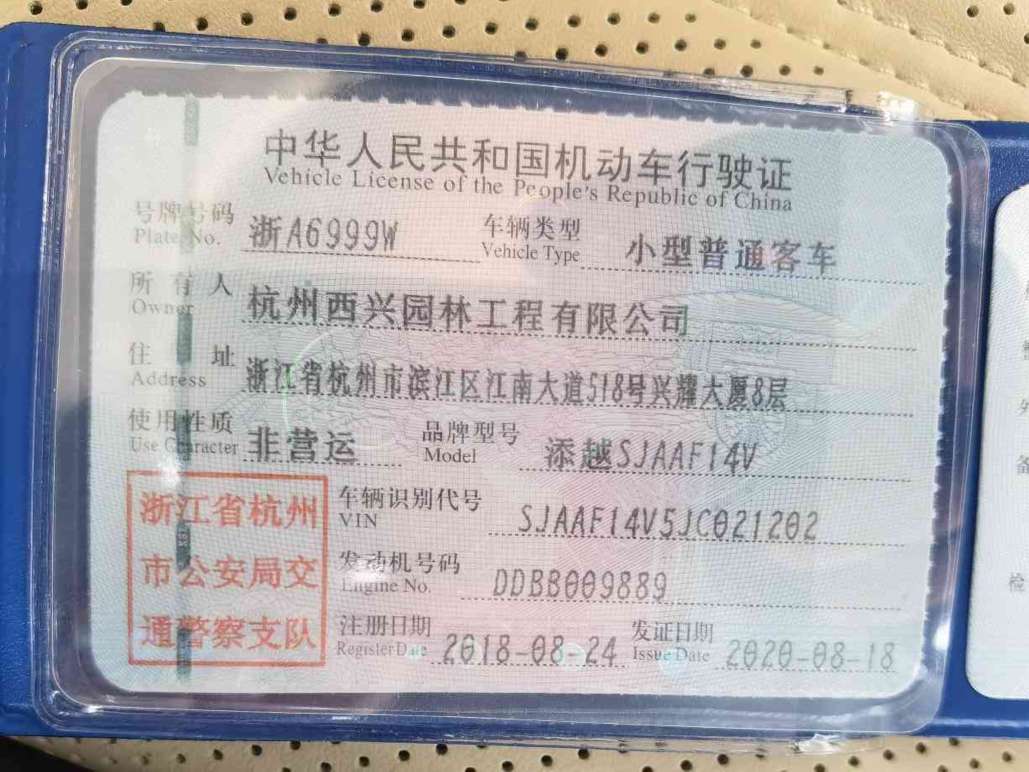 中华人民共和国机动车行驶证
Vehicle License of the People's Republic of China
号牌号码 浙A6999W 车辆类型 小型普通客车
Plate No. Vehicle Type
所有人 杭州西兴园林工程有限公司
Owner
住址 浙江省杭州市滨江区江南大道518号兴耀大厦8层
Address
使用性质 非营运 品牌型号 添越SJAAF14V
Use Character Model
浙江省杭州
市公安局交
通警察支队
车辆识别代号 SJAAF14V5JC021202
VIN
发动机号码 DDBB009889
Engine No.
注册日期 2018-08-24 发证日期 2020-08-18
Register Date Issue Date